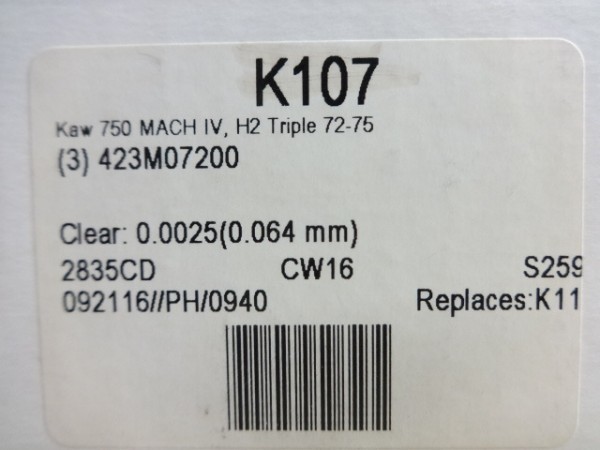 K107
Kaw 750 MACH IV, H2 Triple 72-75
(3) 423M07200
Clear: 0.0025(0.064 mm)
2835CD CW16 S259
092116//PH/0940 Replaces:K11